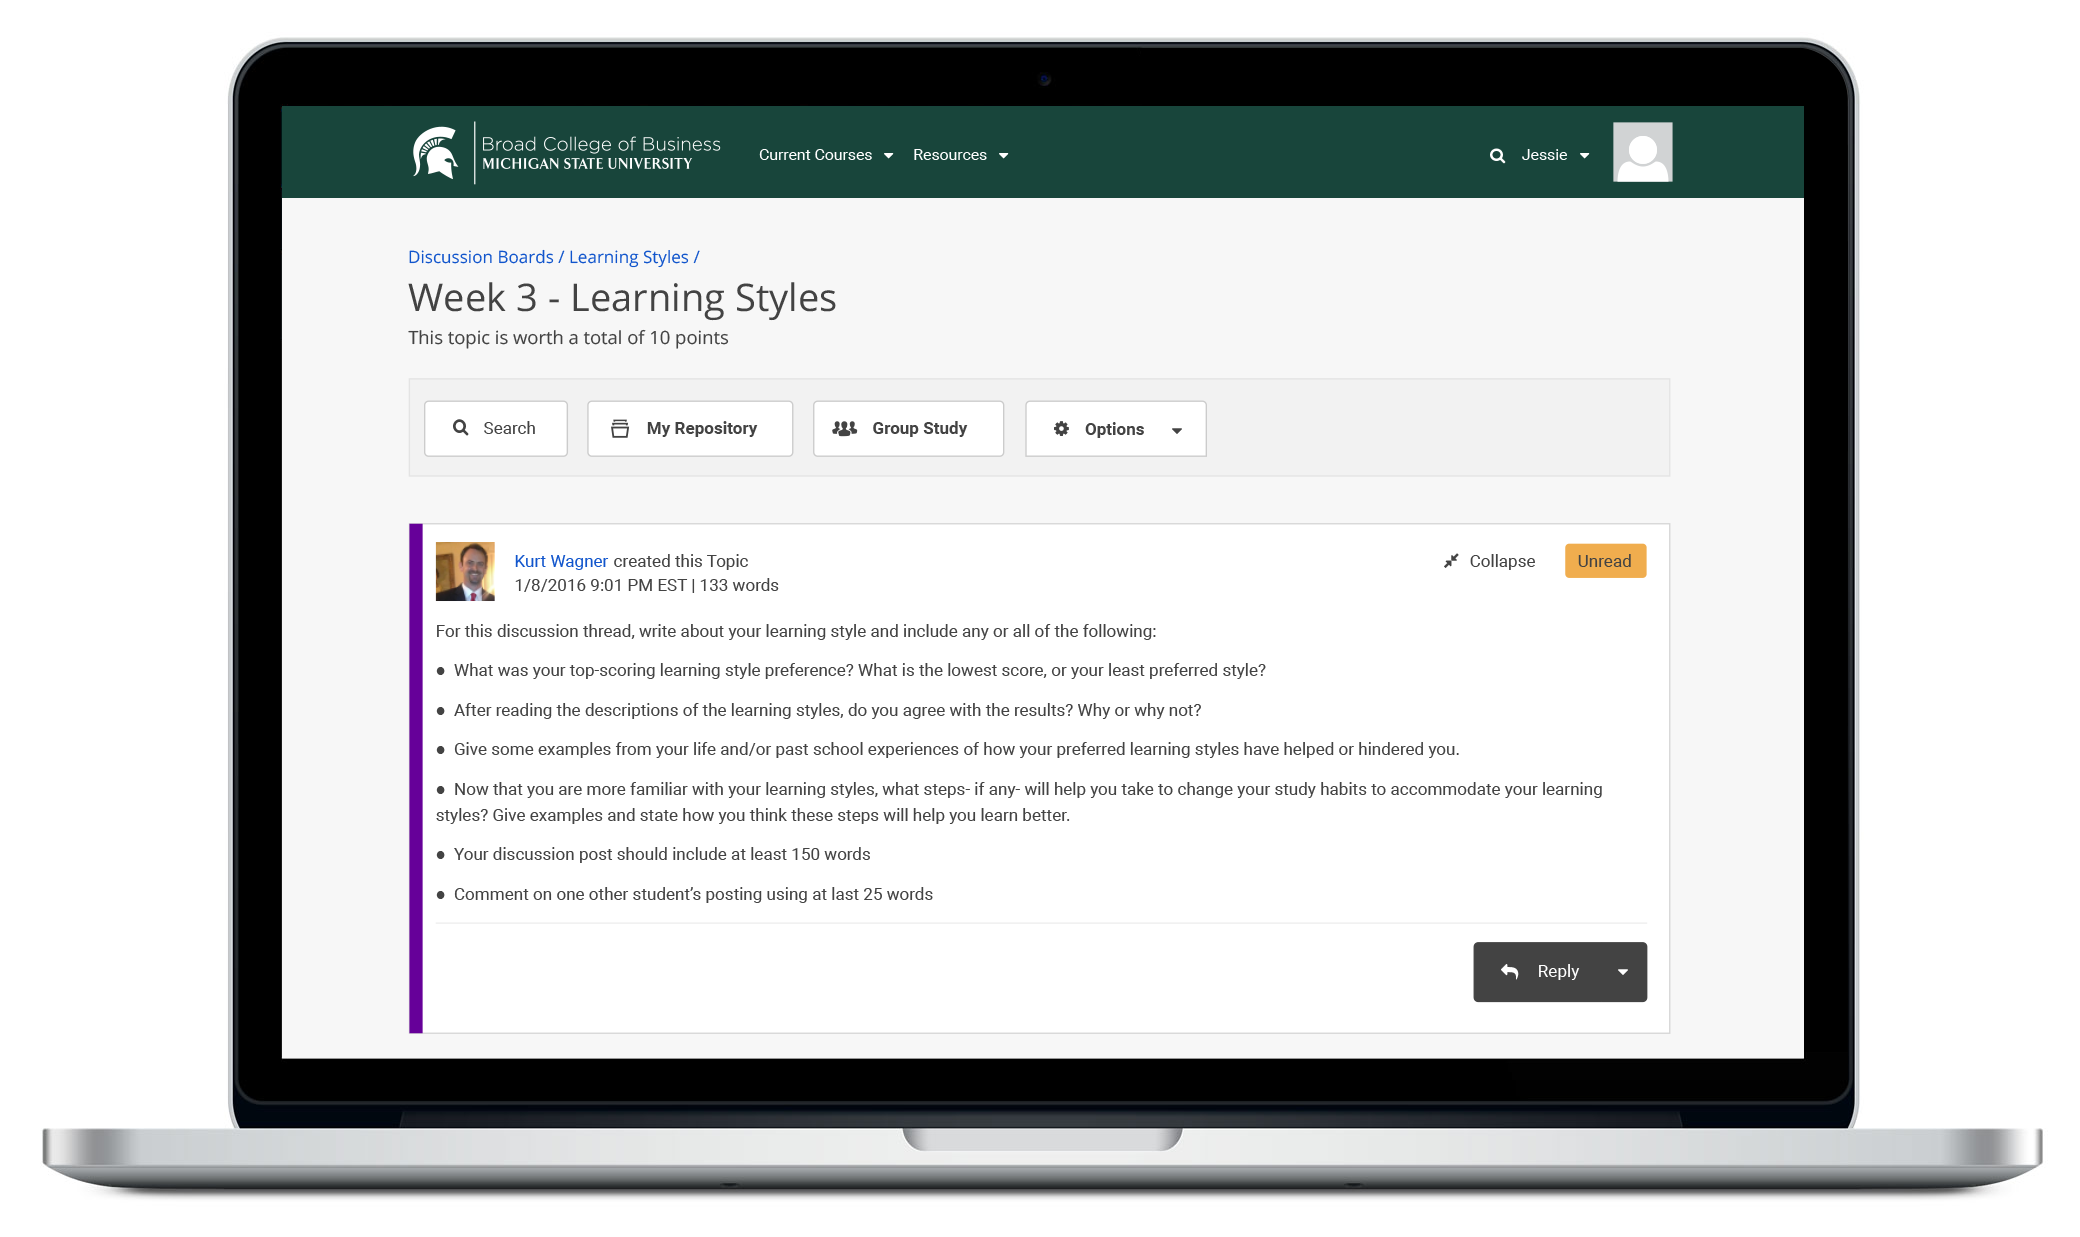 Broad College of Business
MICHIGAN STATE UNIVERSITY
Current Courses
Resources
Jessie
Discussion Boards / Learning Styles /
Week 3 - Learning Styles
This topic is worth a total of 10 points
Search
My Repository
Group Study
Options
Kurt Wagner created this Topic
Collapse
Unread
1/8/2016 9:01 PM EST | 133 words
For this discussion thread, write about your learning style and include any or all of the following:
● What was your top-scoring learning style preference? What is the lowest score, or your least preferred style?
● After reading the descriptions of the learning styles, do you agree with the results? Why or why not?
● Give some examples from your life and/or past school experiences of how your preferred learning styles have helped or hindered you.
● Now that you are more familiar with your learning styles, what steps- if any- will help you take to change your study habits to accommodate your learning
styles? Give examples and state how you think these steps will help you learn better.
● Your discussion post should include at least 150 words
● Comment on one other student’s posting using at last 25 words
Reply